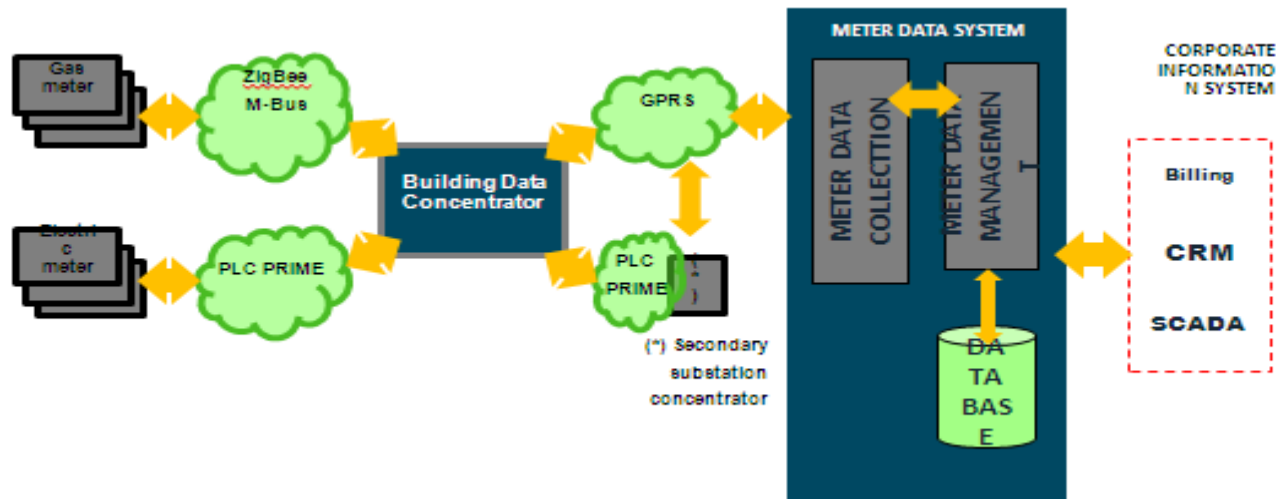 METER DATA SYSTEM
Gas
meter
ZigBee
M-Bus
GPRS
CORPORATE
INFORMATIO
N SYSTEM
METER DATA
COLLECTION
METER DATA
MANAGEMEN
T
Building Data
Concentrator
Billing
CRM
SCADA
Electri
c
meter
PLC PRIME
PLC
PRIME
(
*
)
(*) Secondary
substation
concentrator
DA
TA
BAS
E